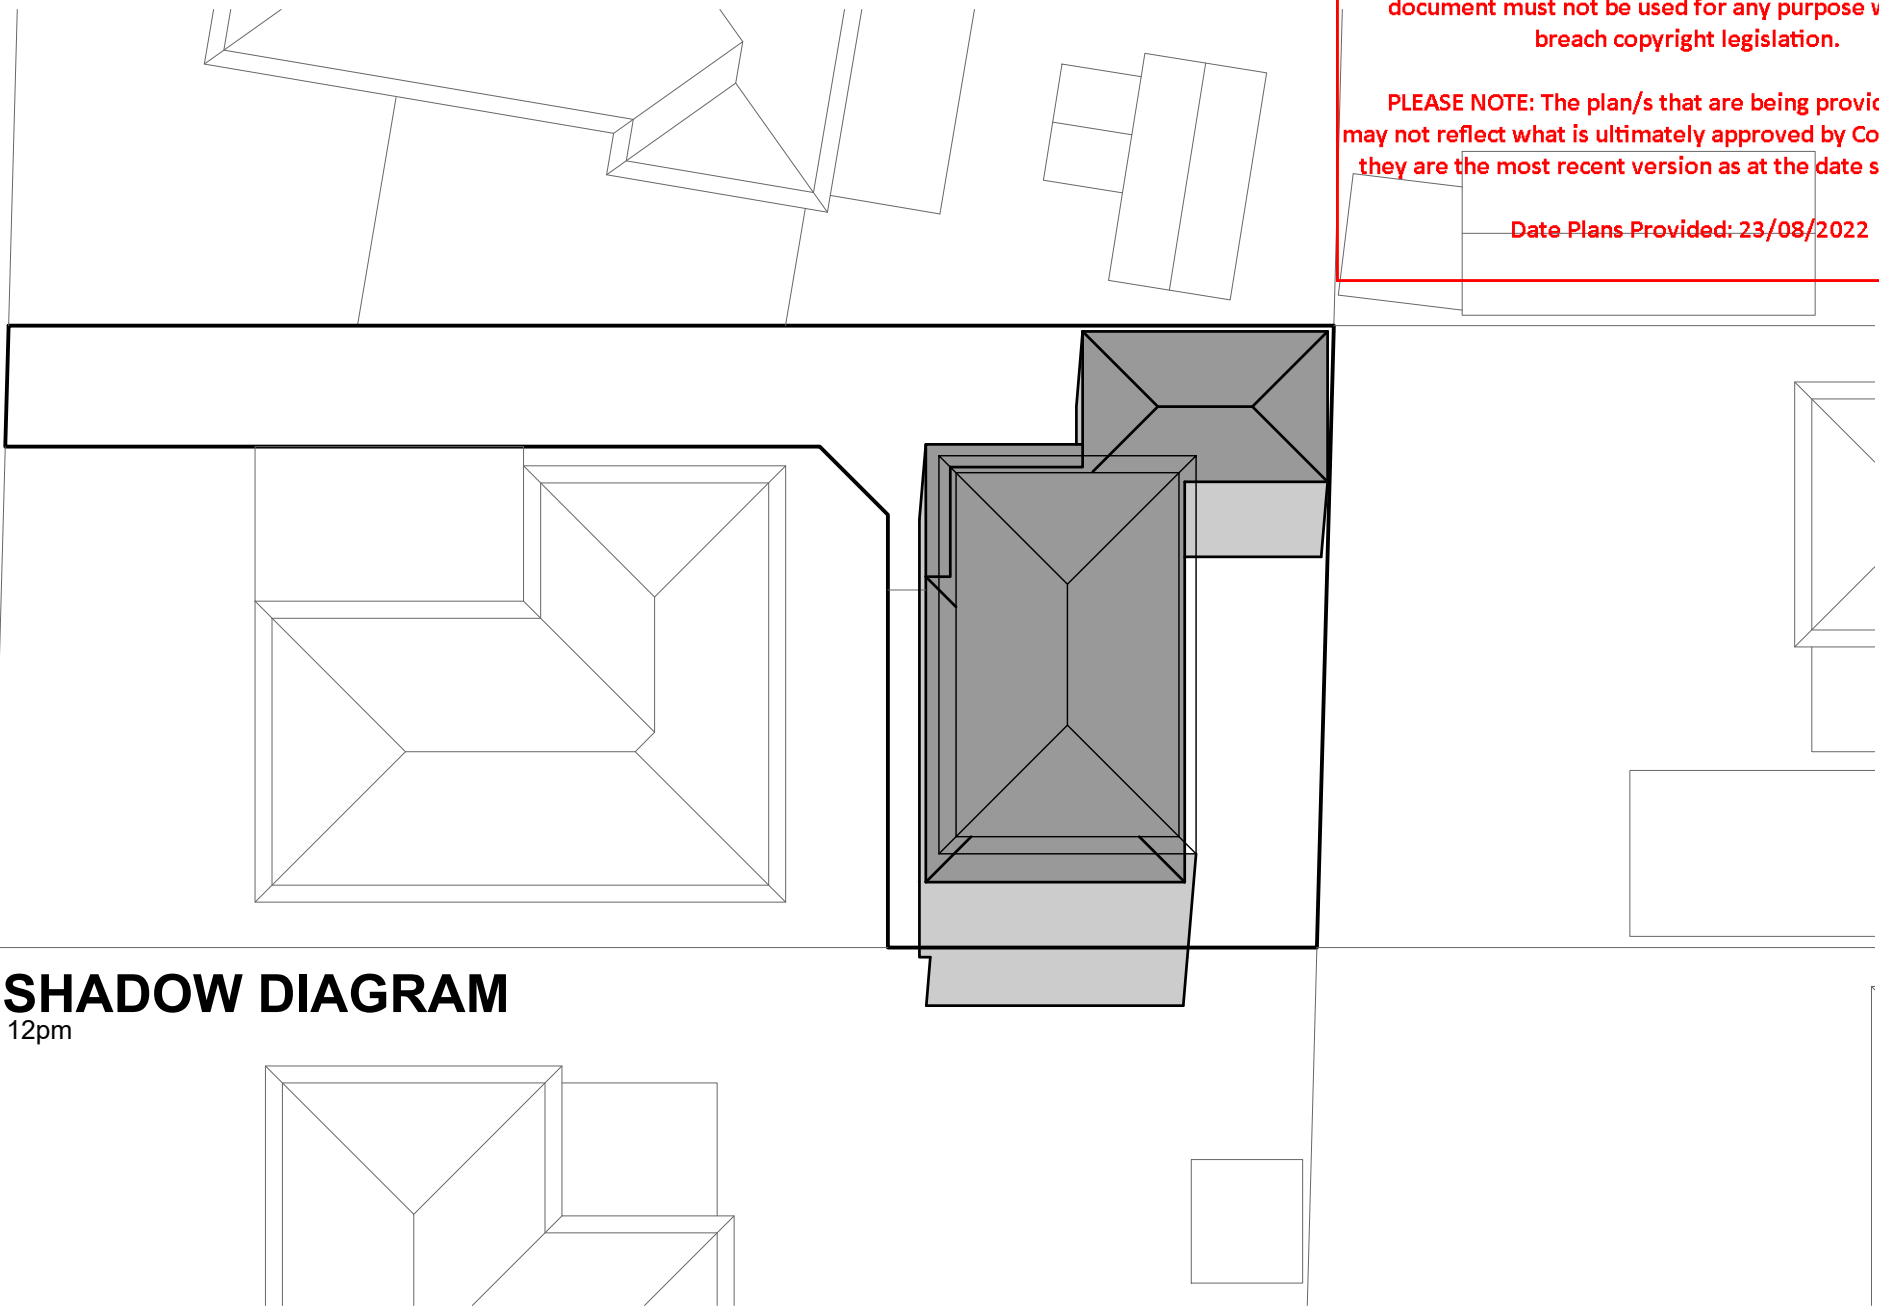 document must not be used for any purpose
breach copyright legislation.
PLEASE NOTE: The plan/s that are being
may not reflect what is ultimately approved by
they are the most recent version as at the date
Date Plans Provided: 23/08/2022
SHADOW DIAGRAM
12pm